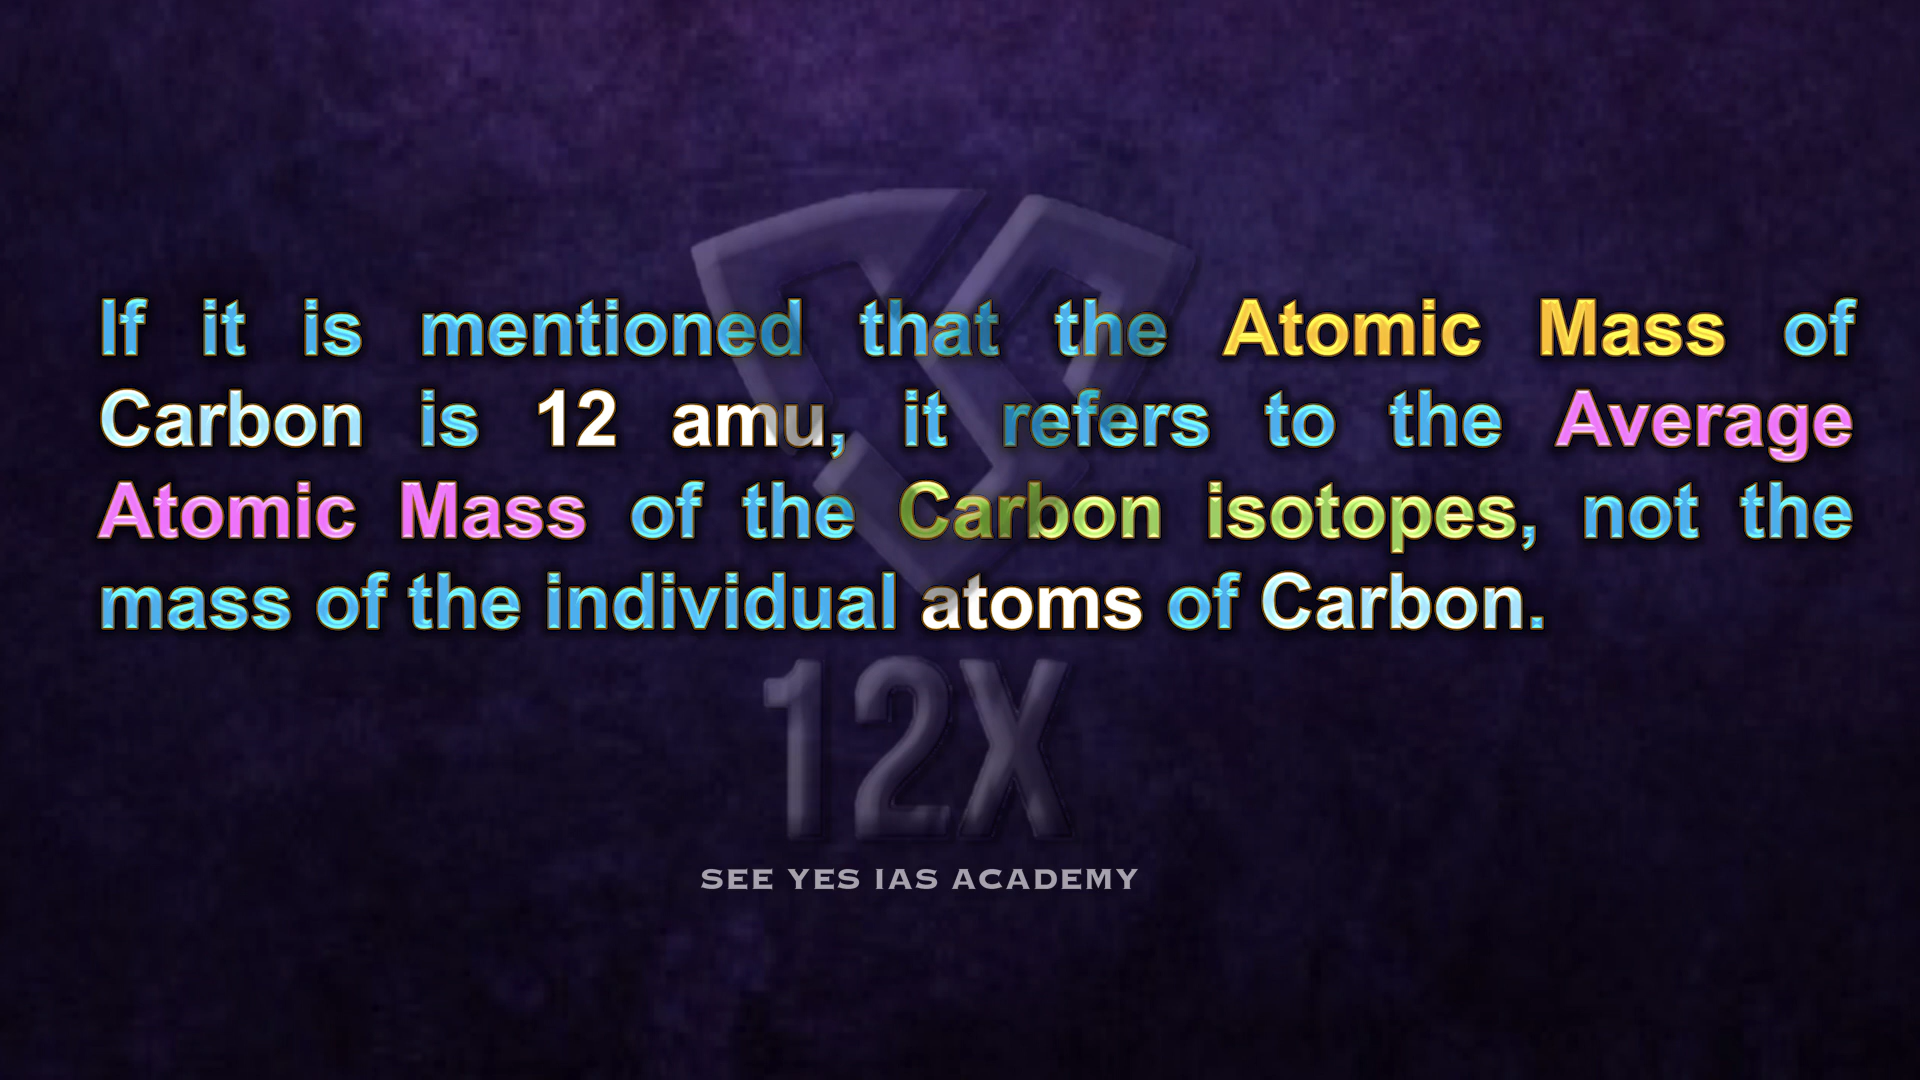 If it is mentioned that the Atomic Mass of
Carbon is 12 amu, it refers to the Average
Atomic Mass of the Carbon isotopes, not the
mass of the individual atoms of Carbon.
12X
SEE YES IAS ACADEMY